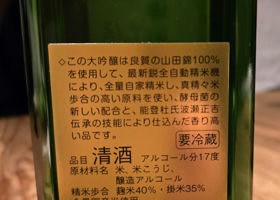 ◇この大吟醸は良質の山田錦100%
を使用して、最新鋭全自動精米機
により、全量自家精米し、真精々米
歩合の高い原料を使い、酵母菌の
新しい配合と、能登杜氏波瀬正吉
伝承の技能により仕込んだ香り高
い品です。
要冷蔵
品目 清酒 アルコール分17度
原材料名 米、米こうじ、
醸造アルコール
精米歩合 麹米40%・掛米35%